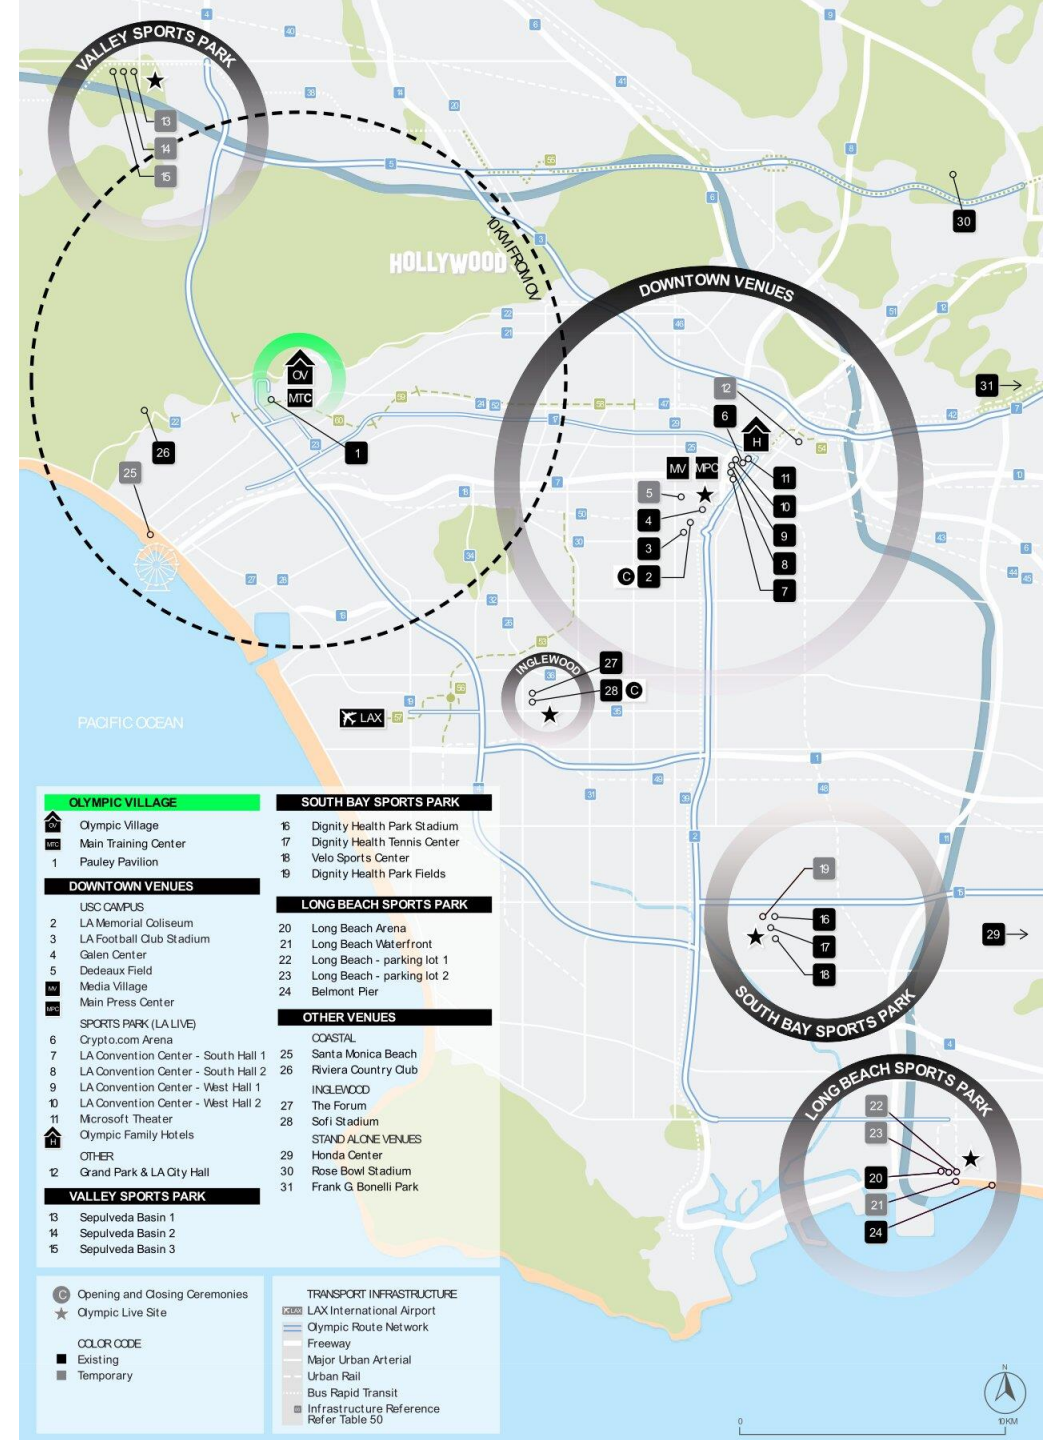 VALLEY SPORTS PARK
13
14
15
10KM FROM OV
HOLLYWOOD
30
DOWNTOWN VENUES
OV
MTC
1
26
25
12
6
H
31
MV
MPC
5
4
3
C
2
11
10
9
8
7
INGLEWOOD
27
28
C
LAX
PACIFIC OCEAN
19
16
17
18
29
SOUTH BAY SPORTS PARK
LONG BEACH SPORTS PARK
22
23
20
21
24
OLYMPIC VILLAGE
OV Olympic Village
MTC Main Training Center
1 Pauley Pavilion
DOWNTOWN VENUES
USC CAMPUS
2 LA Memorial Coliseum
3 LA Football Club Stadium
4 Galen Center
5 Dedeaux Field
MV Media Village
MPC Main Press Center
SPORTS PARK (LA LIVE)
6 Crypto.com Arena
7 LA Convention Center - South Hall 1
8 LA Convention Center - South Hall 2
9 LA Convention Center - West Hall 1
10 LA Convention Center - West Hall 2
11 Microsoft Theater
H Olympic Family Hotels
OTHER
12 Grand Park & LA City Hall
VALLEY SPORTS PARK
13 Sepulveda Basin 1
14 Sepulveda Basin 2
15 Sepulveda Basin 3
SOUTH BAY SPORTS PARK
16 Dignity Health Park Stadium
17 Dignity Health Tennis Center
18 Velo Sports Center
19 Dignity Health Park Fields
LONG BEACH SPORTS PARK
20 Long Beach Arena
21 Long Beach Waterfront
22 Long Beach - parking lot 1
23 Long Beach - parking lot 2
24 Belmont Pier
OTHER VENUES
COASTAL
25 Santa Monica Beach
26 Riviera Country Club
INGLEWOOD
27 The Forum
28 Sofi Stadium
STAND ALONE VENUES
29 Honda Center
30 Rose Bowl Stadium
31 Frank G. Bonelli Park
C Opening and Closing Ceremonies
Olympic Live Site
COLOR CODE
Existing
Temporary
TRANSPORT INFRASTRUCTURE
LAX LAX International Airport
Olympic Route Network
Freeway
Major Urban Arterial
Urban Rail
Bus Rapid Transit
Infrastructure Reference
Refer Table 50
N
0
10KM